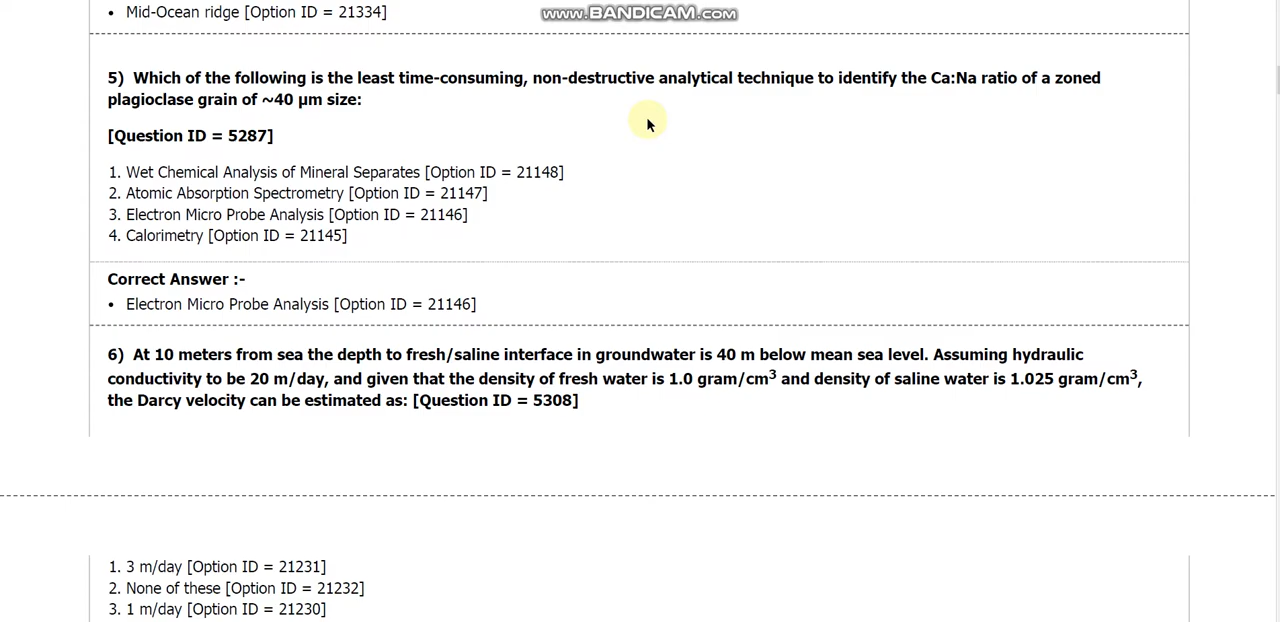 • Mid-Ocean ridge [Option ID = 21334]
www.BANDICAM.com
5) Which of the following is the least time-consuming, non-destructive analytical technique to identify the Ca:Na ratio of a zoned
plagioclase grain of ~40 μm size:
[Question ID = 5287]
1. Wet Chemical Analysis of Mineral Separates [Option ID = 21148]
2. Atomic Absorption Spectrometry [Option ID = 21147]
3. Electron Micro Probe Analysis [Option ID = 21146]
4. Calorimetry [Option ID = 21145]
Correct Answer :-
• Electron Micro Probe Analysis [Option ID = 21146]
6) At 10 meters from sea the depth to fresh/saline interface in groundwater is 40 m below mean sea level. Assuming hydraulic
conductivity to be 20 m/day, and given that the density of fresh water is 1.0 gram/cm³ and density of saline water is 1.025 gram/cm³,
the Darcy velocity can be estimated as: [Question ID = 5308]
1. 3 m/day [Option ID = 21231]
2. None of these [Option ID = 21232]
3. 1 m/day [Option ID = 21230]